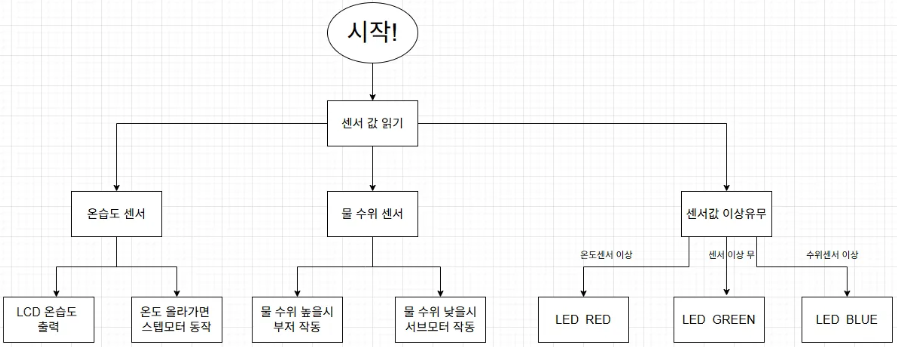 시작!
센서 값 읽기
온습도 센서
물 수위 센서
센서값 이상유무
온도센서 이상
센서 이상 무
수위센서 이상
LCD 온습도
출력
온도 올라가면
스텝모터 동작
물 수위 높을시
부저 작동
물 수위 낮을시
서브모터 작동
LED RED
LED GREEN
LED BLUE